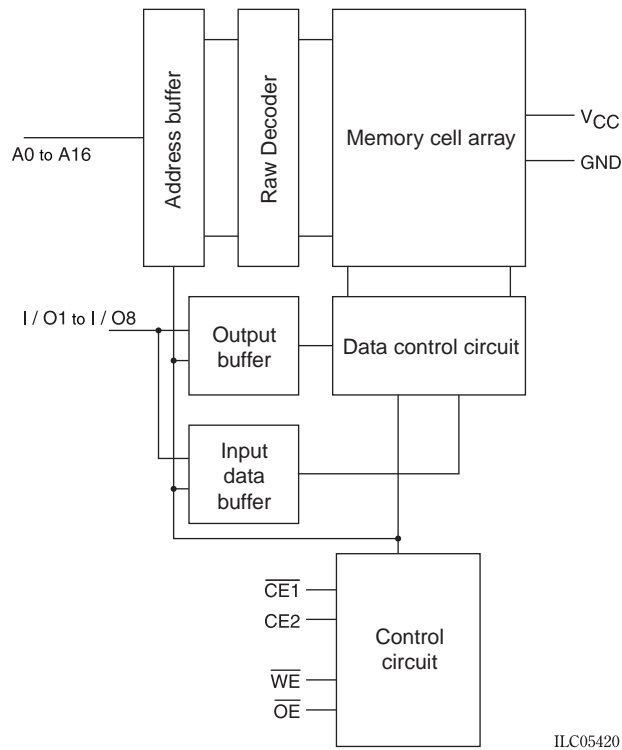 Address buffer
Raw Decoder
Memory cell array
VCC
GND
A0 to A16
I / O1 to I / O8
Output
buffer
Data control circuit
Input
data
buffer
CE1
CE2
WE
OE
Control
circuit
ILC05420